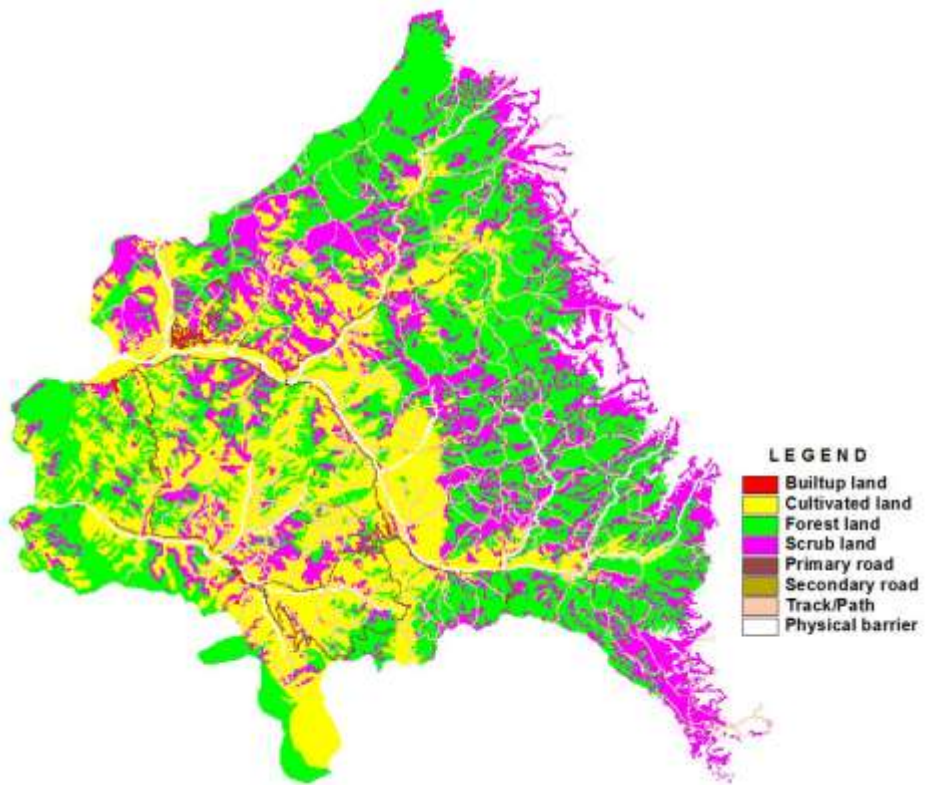 LEGEND
Builtup land
Cultivated land
Forest land
Scrub land
Primary road
Secondary road
Track/Path
Physical barrier